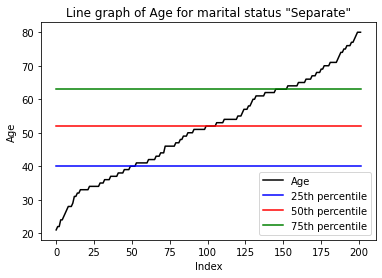 Line graph of Age for marital status "Separate"
80
70
60
50
40
30
20
Age
0
25
50
75
100
125
150
175
200
Index
Age
25th percentile
50th percentile
75th percentile